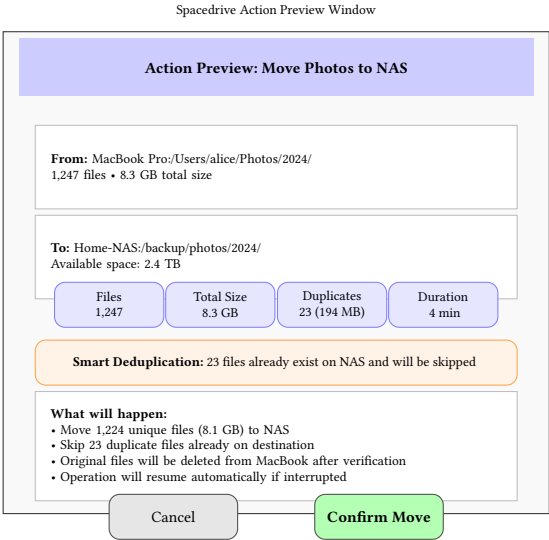 Spacedrive Action Preview Window
Action Preview: Move Photos to NAS
From: MacBook Pro:/Users/alice/Photos/2024/
1,247 files • 8.3 GB total size
To: Home-NAS:/backup/photos/2024/
Available space: 2.4 TB
Files
1,247
Total Size
8.3 GB
Duplicates
23 (194 MB)
Duration
4 min
Smart Deduplication: 23 files already exist on NAS and will be skipped
What will happen:
• Move 1,224 unique files (8.1 GB) to NAS
• Skip 23 duplicate files already on destination
• Original files will be deleted from MacBook after verification
• Operation will resume automatically if interrupted
Cancel
Confirm Move